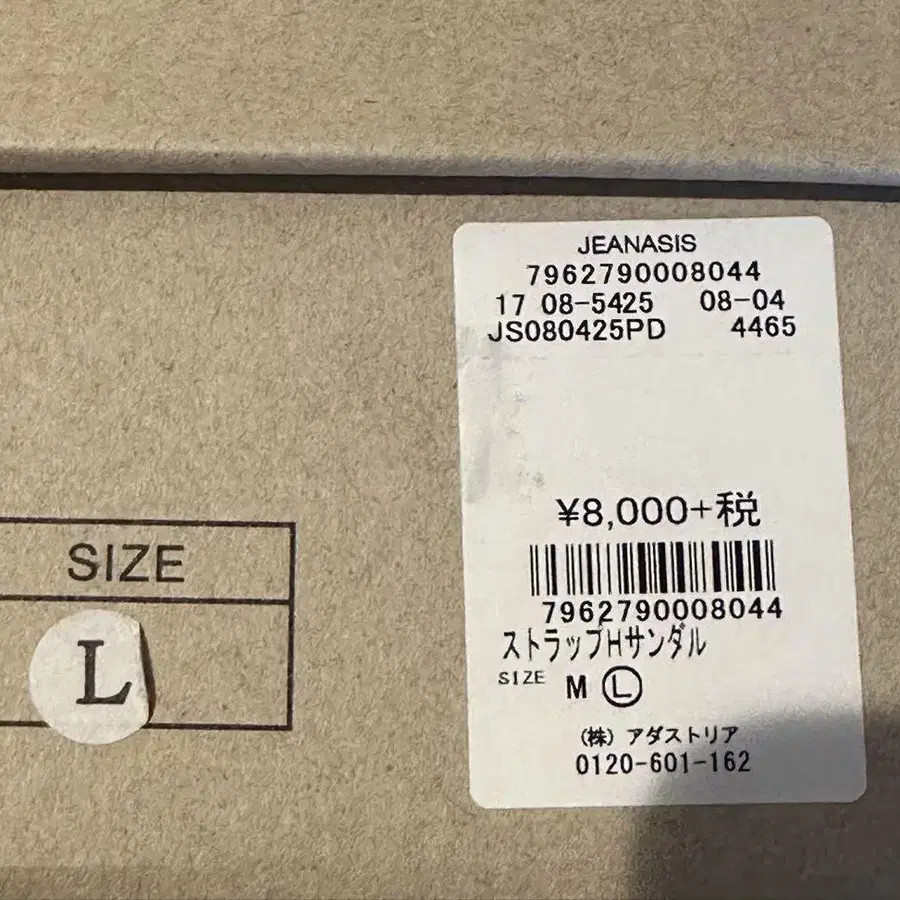 JEANASIS
7962790008044
17 08-5425 08-04
JS080425PD 4465
¥8,000+税
7962790008044
ストラップHサンダル
SIZE M Ⓛ
(株) アダストリア
0120-601-162
SIZE
L